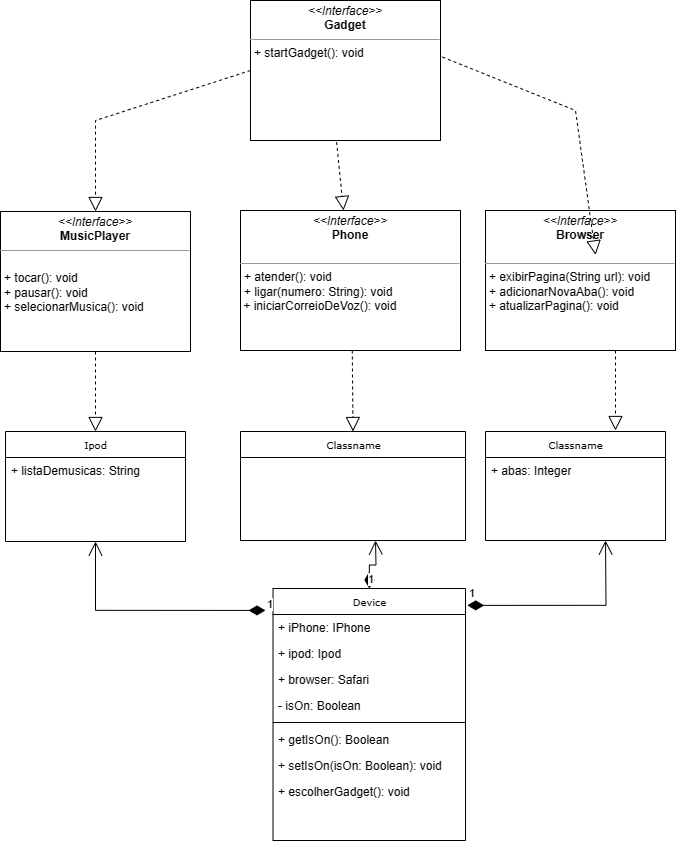 <<Interface>>
Gadget
+ startGadget(): void
<<Interface>>
MusicPlayer
+ tocar(): void
+ pausar(): void
+ selecionarMusica(): void
<<Interface>>
Phone
+ atender(): void
+ ligar(numero: String): void
+ iniciarCorreioDeVoz(): void
<<Interface>>
Browser
+ exibirPagina(String url): void
+ adicionarNovaAba(): void
+ atualizarPagina(): void
Ipod
+ listaDemusicas: String
Classname
Classname
+ abas: Integer
1
1
1
Device
+ iPhone: IPhone
+ ipod: Ipod
+ browser: Safari
- isOn: Boolean
+ getIsOn(): Boolean
+ setIsOn(isOn: Boolean): void
+ escolherGadget(): void